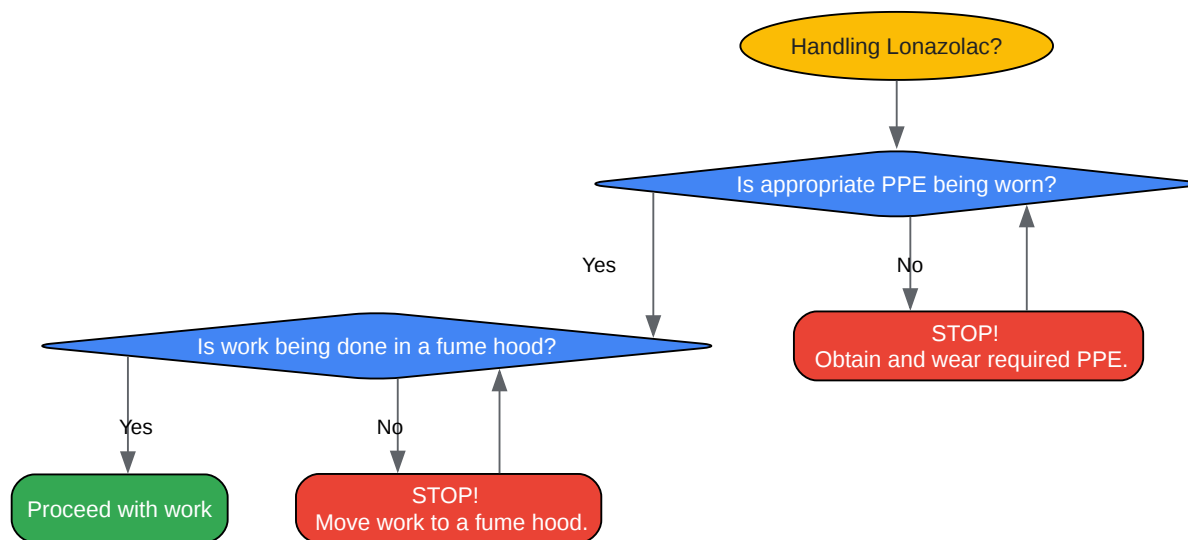 Handling Lonazolac?
Is appropriate PPE being worn?
Yes
No
STOP!
Obtain and wear required PPE.
Is work being done in a fume hood?
Yes
No
Proceed with work
STOP!
Move work to a fume hood.